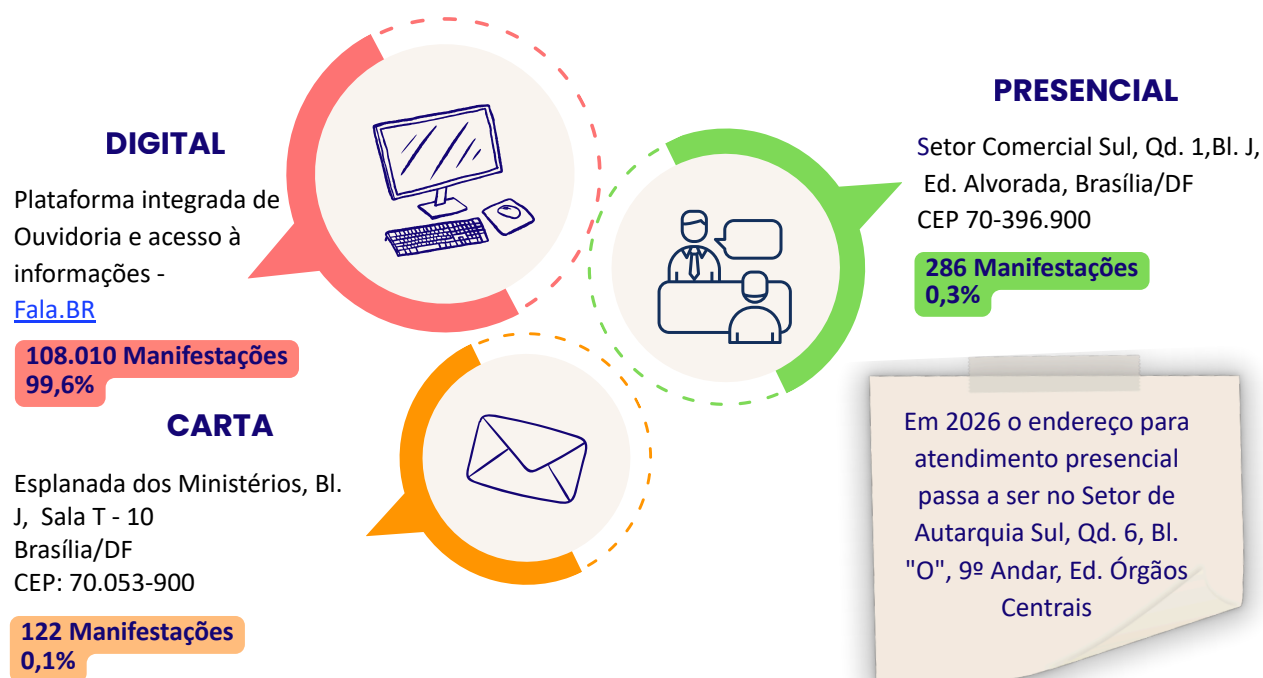 DIGITAL
Plataforma integrada de
Ouvidoria e acesso à
informações -
Fala.BR
108.010 Manifestações
99,6%
CARTA
Esplanada dos Ministérios, Bl.
J,  Sala T - 10
Brasília/DF
CEP: 70.053-900
122 Manifestações
0,1%
PRESENCIAL
Setor Comercial Sul, Qd. 1,Bl. J,
Ed. Alvorada, Brasília/DF
CEP 70-396.900
286 Manifestações
0,3%
Em 2026 o endereço para
atendimento presencial
passa a ser no Setor de
Autarquia Sul, Qd. 6, Bl.
"O", 9º Andar, Ed. Órgãos
Centrais